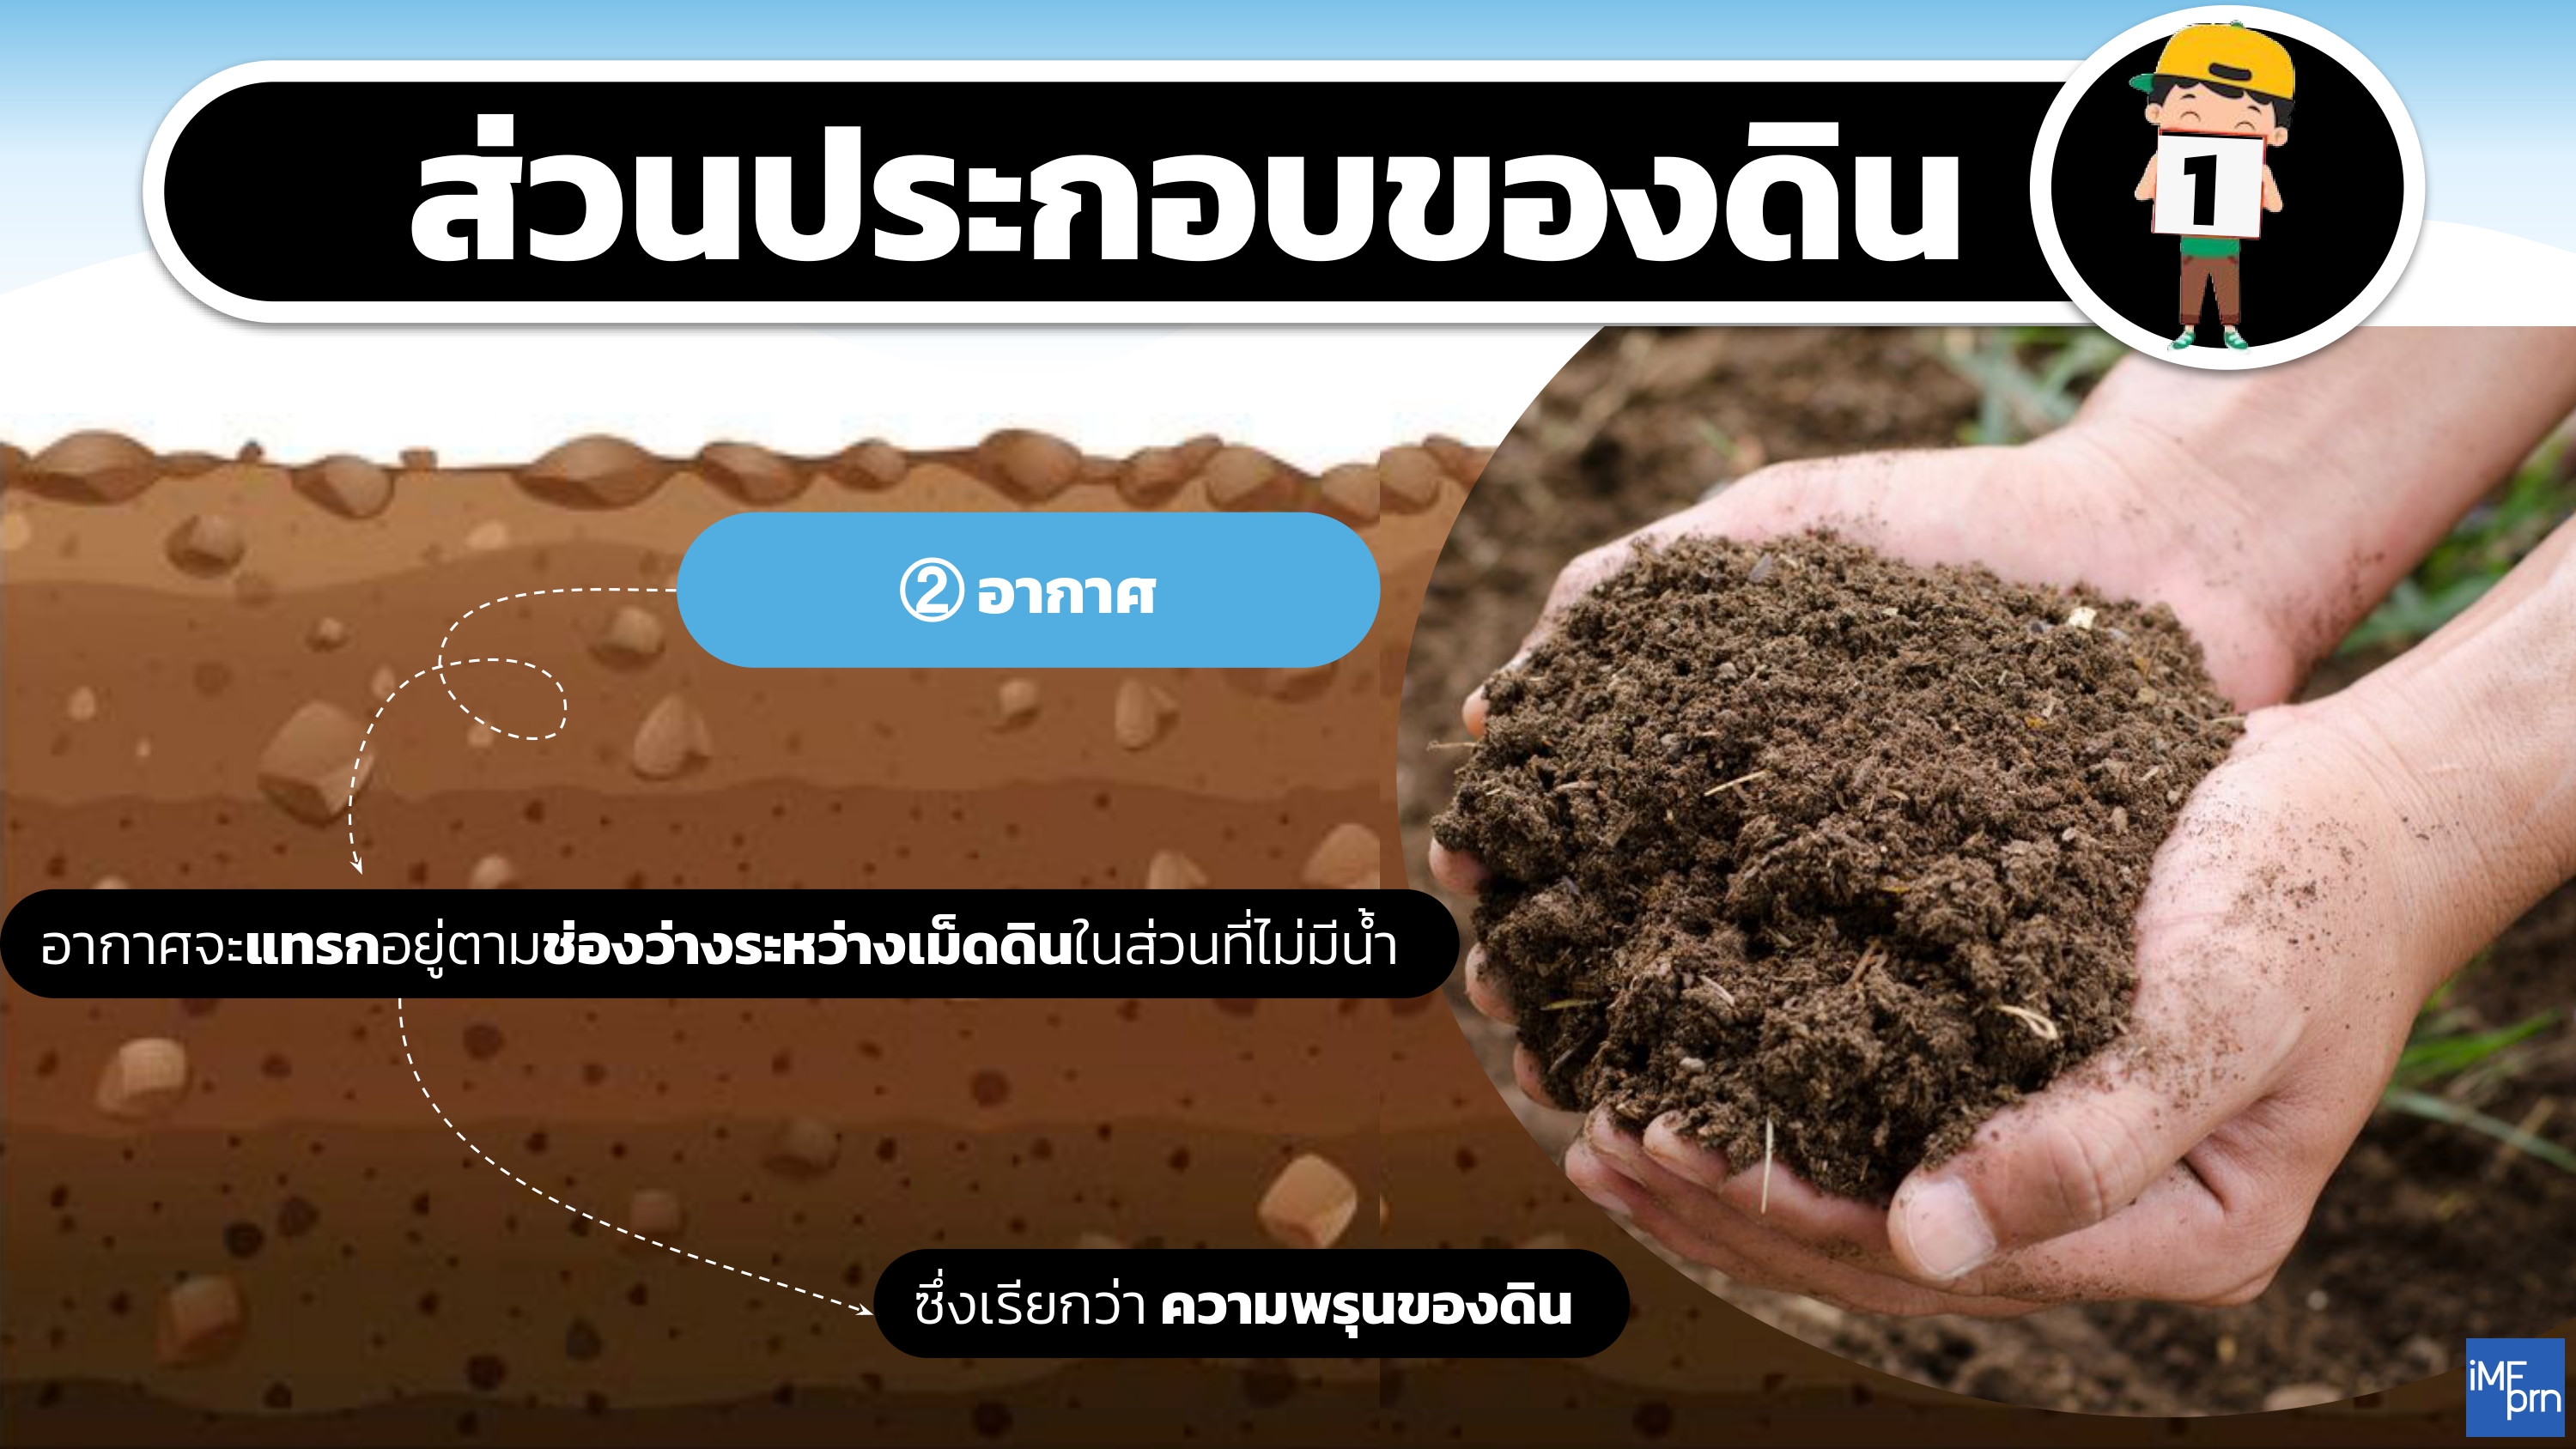 ส่วนประกอบของดิน
1
② อากาศ
อากาศจะแทรกอยู่ตามช่องว่างระหว่างเม็ดดินในส่วนที่ไม่มีน้ำ
ซึ่งเรียกว่า ความพรุนของดิน
iMF
prn